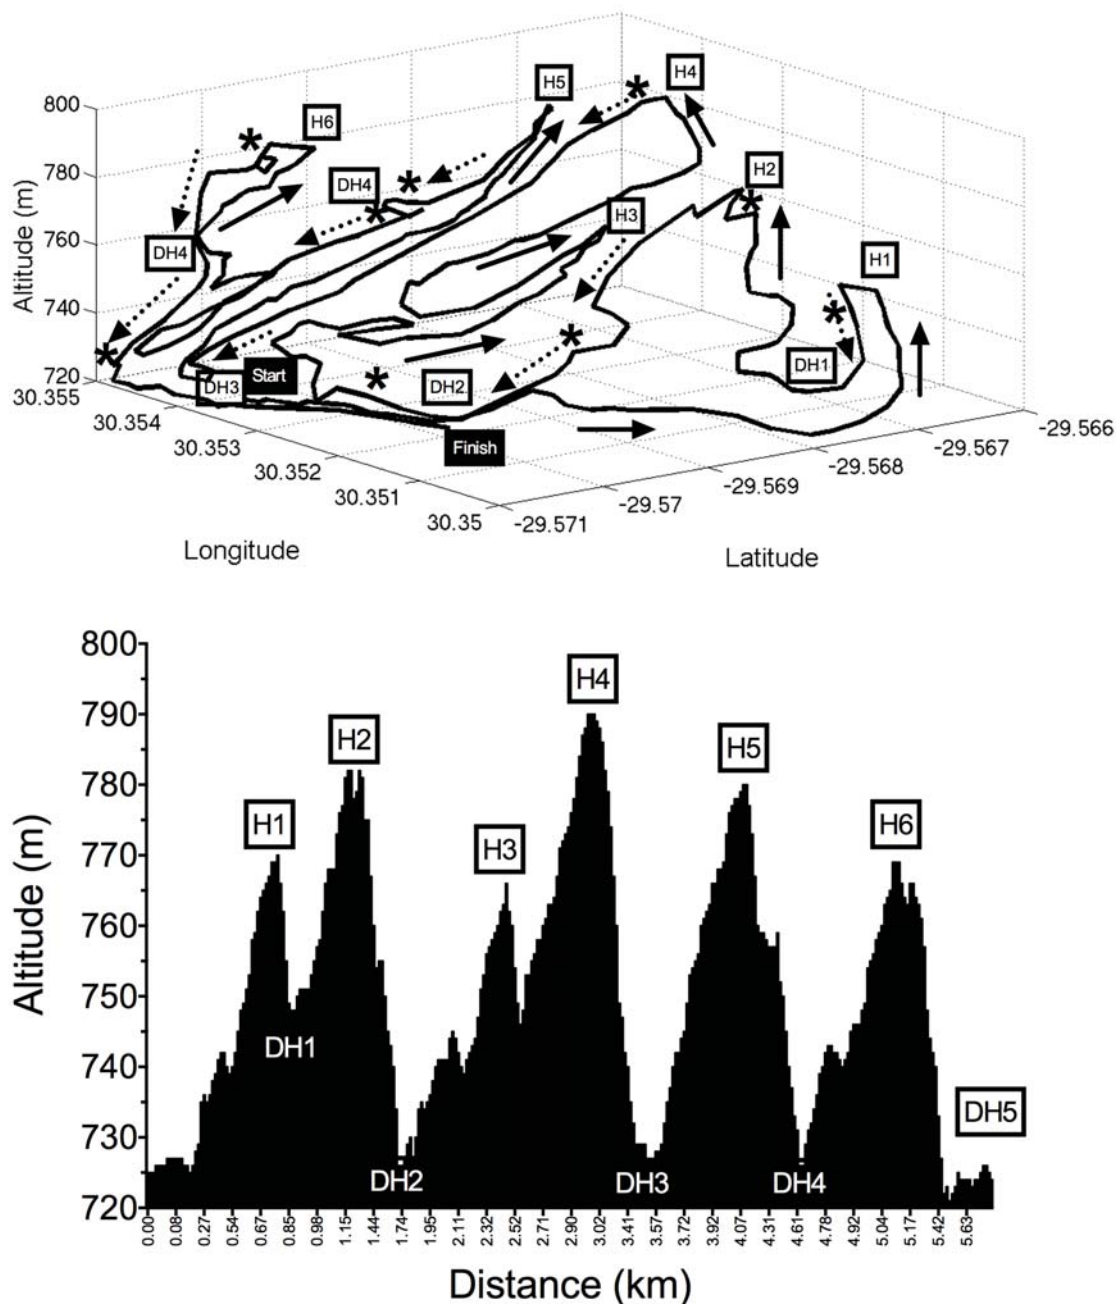 800
780
760
740
720
Altitude (m)
30.355
30.354
30.353
30.352
30.351
30.35
Longitude
-29.571
-29.57
-29.569
-29.568
-29.567
-29.566
Latitude
H6
H5
H4
H2
H3
H1
DH4
DH4
DH1
DH3
Start
DH2
Finish
800
790
780
770
760
750
740
730
720
Altitude (m)
H1
H2
H3
H4
H5
H6
DH1
DH2
DH3
DH4
DH5
0.00
0.08
0.27
0.54
0.67
0.85
0.98
1.15
1.44
1.74
1.95
2.11
2.32
2.52
2.71
2.90
3.02
3.41
3.57
3.72
3.92
4.07
4.31
4.61
4.78
4.92
5.04
5.17
5.42
5.63
Distance (km)